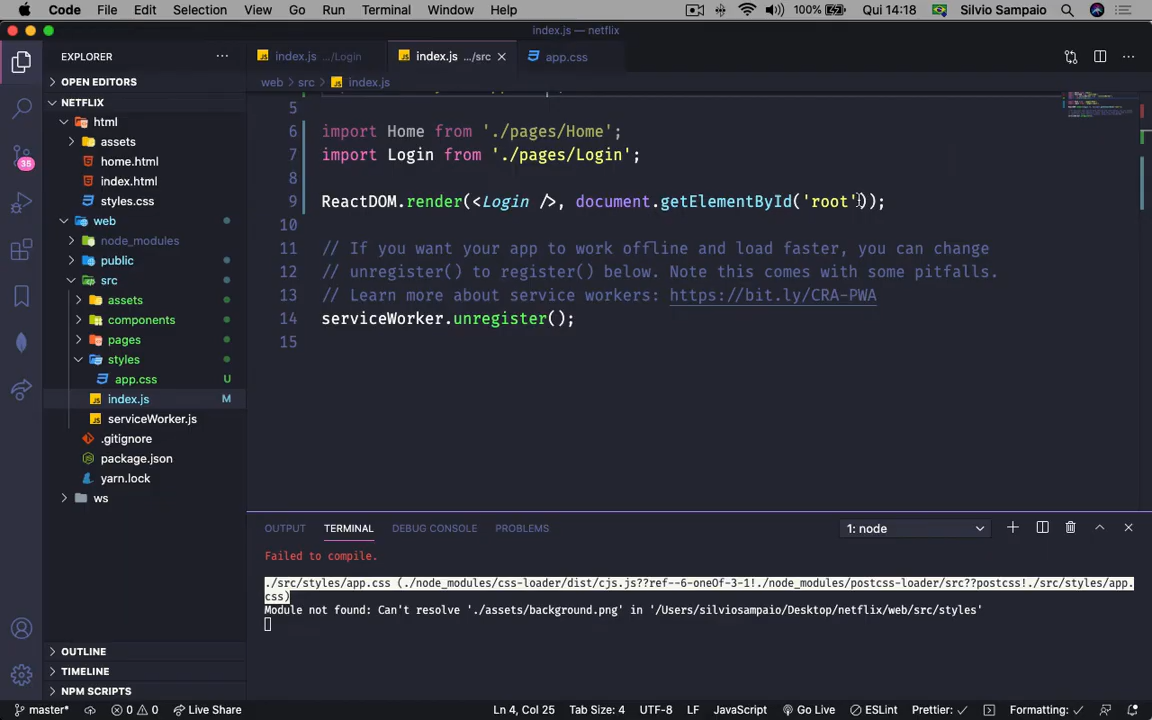 Code File Edit Selection View Go Run Terminal Window Help 100% Qui 14:18 Silvio Sampaio
index.js — netflix
EXPLORER
index.js .../Login index.js .../src app.css
OPEN EDITORS
web src index.js
NETFLIX
html
assets
home.html
index.html
styles.css
web
node_modules
public
src
assets
components
pages
styles
app.css U
index.js M
serviceWorker.js
.gitignore
package.json
yarn.lock
ws
35
5
6 import Home from './pages/Home';
7 import Login from './pages/Login';
8
9 ReactDOM.render(<Login />, document.getElementById('root'));
10
11 // If you want your app to work offline and load faster, you can change
12 // unregister() to register() below. Note this comes with some pitfalls.
13 // Learn more about service workers: https://bit.ly/CRA-PWA
14 serviceWorker.unregister();
15
OUTPUT TERMINAL DEBUG CONSOLE PROBLEMS 1: node
Failed to compile.
./src/styles/app.css (./node_modules/css-loader/dist/cjs.js??ref--6-oneOf-3-1!./node_modules/postcss-loader/src??postcss!./src/styles/app.
css)
Module not found: Can't resolve './assets/background.png' in '/Users/silviosampaio/Desktop/netflix/web/src/styles'
OUTLINE
TIMELINE
NPM SCRIPTS
master* 0 0 Live Share Ln 4, Col 25 Tab Size: 4 UTF-8 LF JavaScript Go Live ESLint Prettier: Formatting: